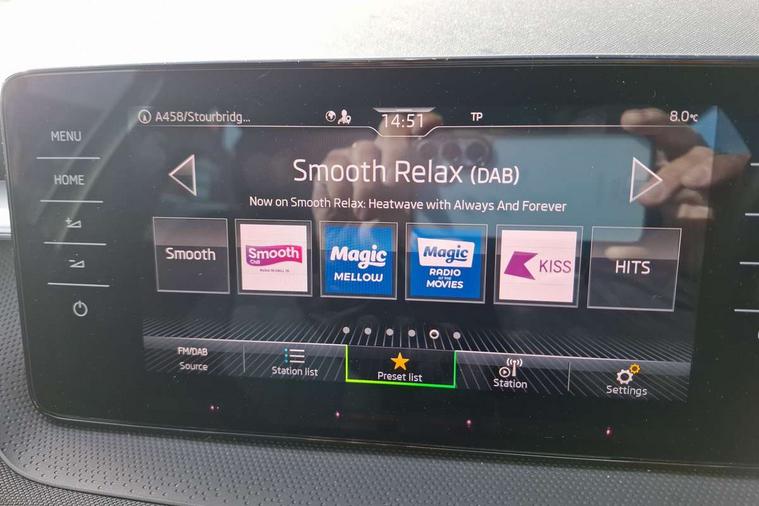 MENU
HOME
A458/Stourbridg...
14:51
TP
8.0°C
Smooth Relax (DAB)
Now on Smooth Relax: Heatwave with Always And Forever
Smooth
Smooth
Chill
Magic
MELLOW
Magic
RADIO
AT THE
MOVIES
KISS
HITS
FM/DAB
Source
Station list
Preset list
Station
Settings